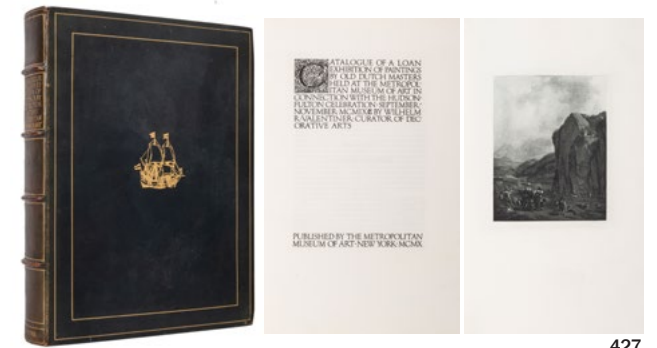 CATALOGUE OF A LOAN
EXHIBITION OF PAINTINGS
BY OLD DUTCH MASTERS
HELD AT THE METROPOL-
ITAN MUSEUM OF ART IN
CONNECTION WITH THE HUDSON-
FULTON CELEBRATION·SEPTEMBER-
NOVEMBER·MCMIX BY WILHELM
R·VALENTINER·CURATOR OF DEC-
ORATIVE ARTS
PUBLISHED BY THE METROPOLITAN
MUSEUM OF ART·NEW YORK·MCMX
427